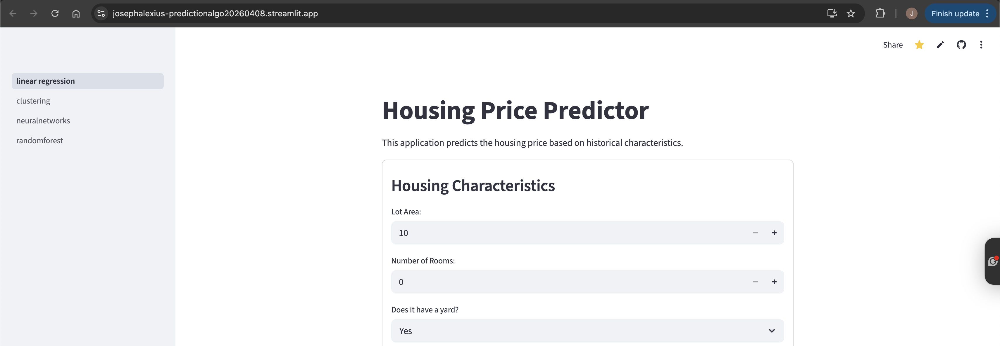 josephalexius-predictionalgo20260408.streamlit.app
J
Finish update
Share
linear regression
clustering
neuralnetworks
randomforest
Housing Price Predictor
This application predicts the housing price based on historical characteristics.
Housing Characteristics
Lot Area:
10
Number of Rooms:
0
Does it have a yard?
Yes